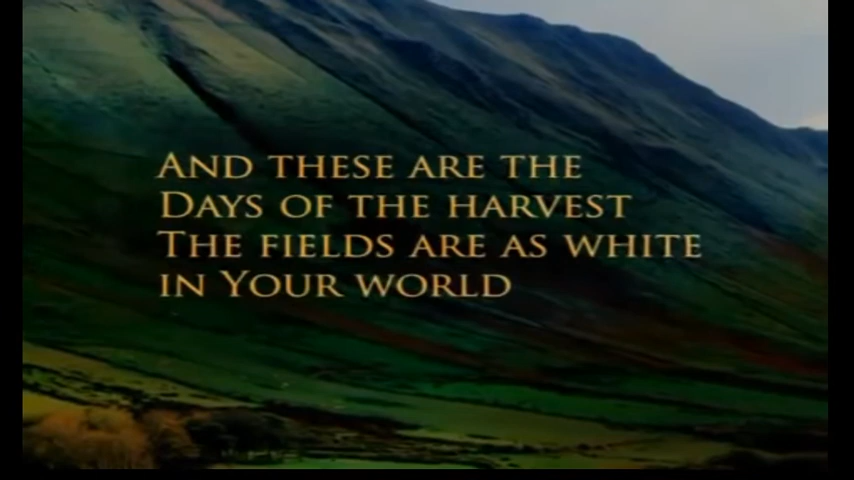 AND THESE ARE THE
DAYS OF THE HARVEST
THE FIELDS ARE AS WHITE
IN YOUR WORLD